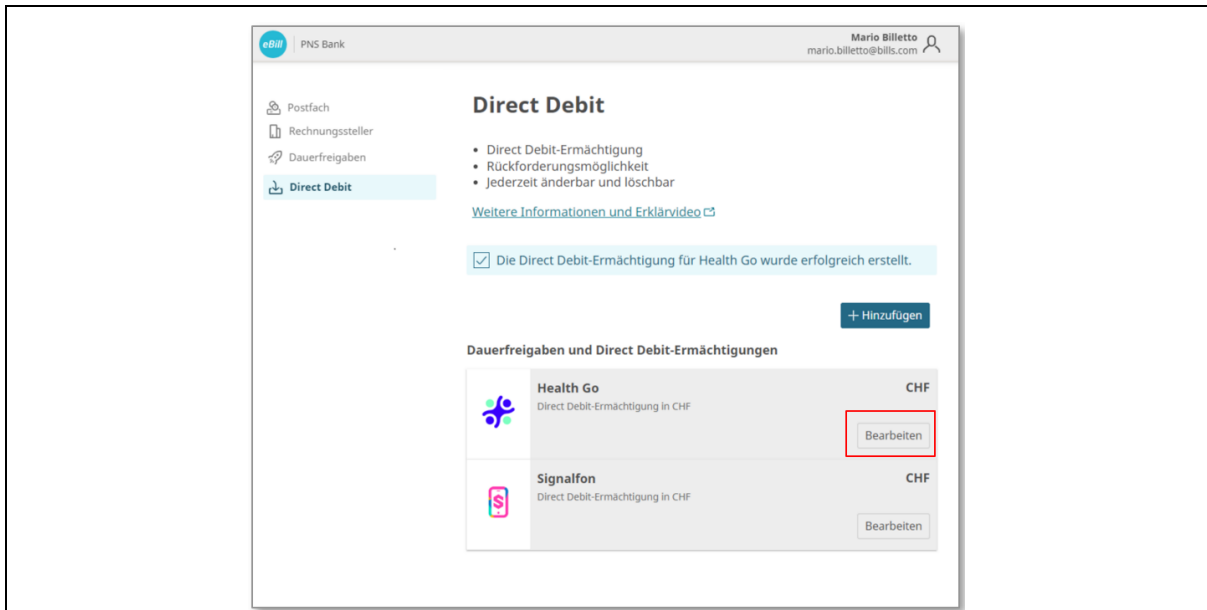 eBill
PNS Bank
Mario Billetto
mario.billetto@bills.com
Postfach
Rechnungssteller
Dauerfreigaben
Direct Debit
Direct Debit
• Direct Debit-Ermächtigung
• Rückforderungsmöglichkeit
• Jederzeit änderbar und löschbar
Weitere Informationen und Erklärvideo
Die Direct Debit-Ermächtigung für Health Go wurde erfolgreich erstellt.
+ Hinzufügen
Dauerfreigaben und Direct Debit-Ermächtigungen
Health Go
CHF
Direct Debit-Ermächtigung in CHF
Bearbeiten
Signalfon
CHF
Direct Debit-Ermächtigung in CHF
$
Bearbeiten